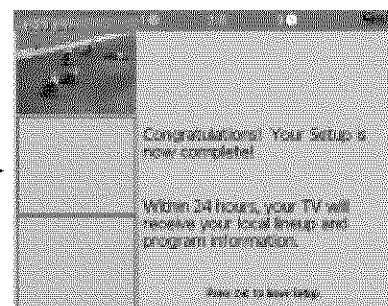 Congratulations! Your Setup is
now complete!
Within 24 hours, your TV will
receive your local lineup and
program information.